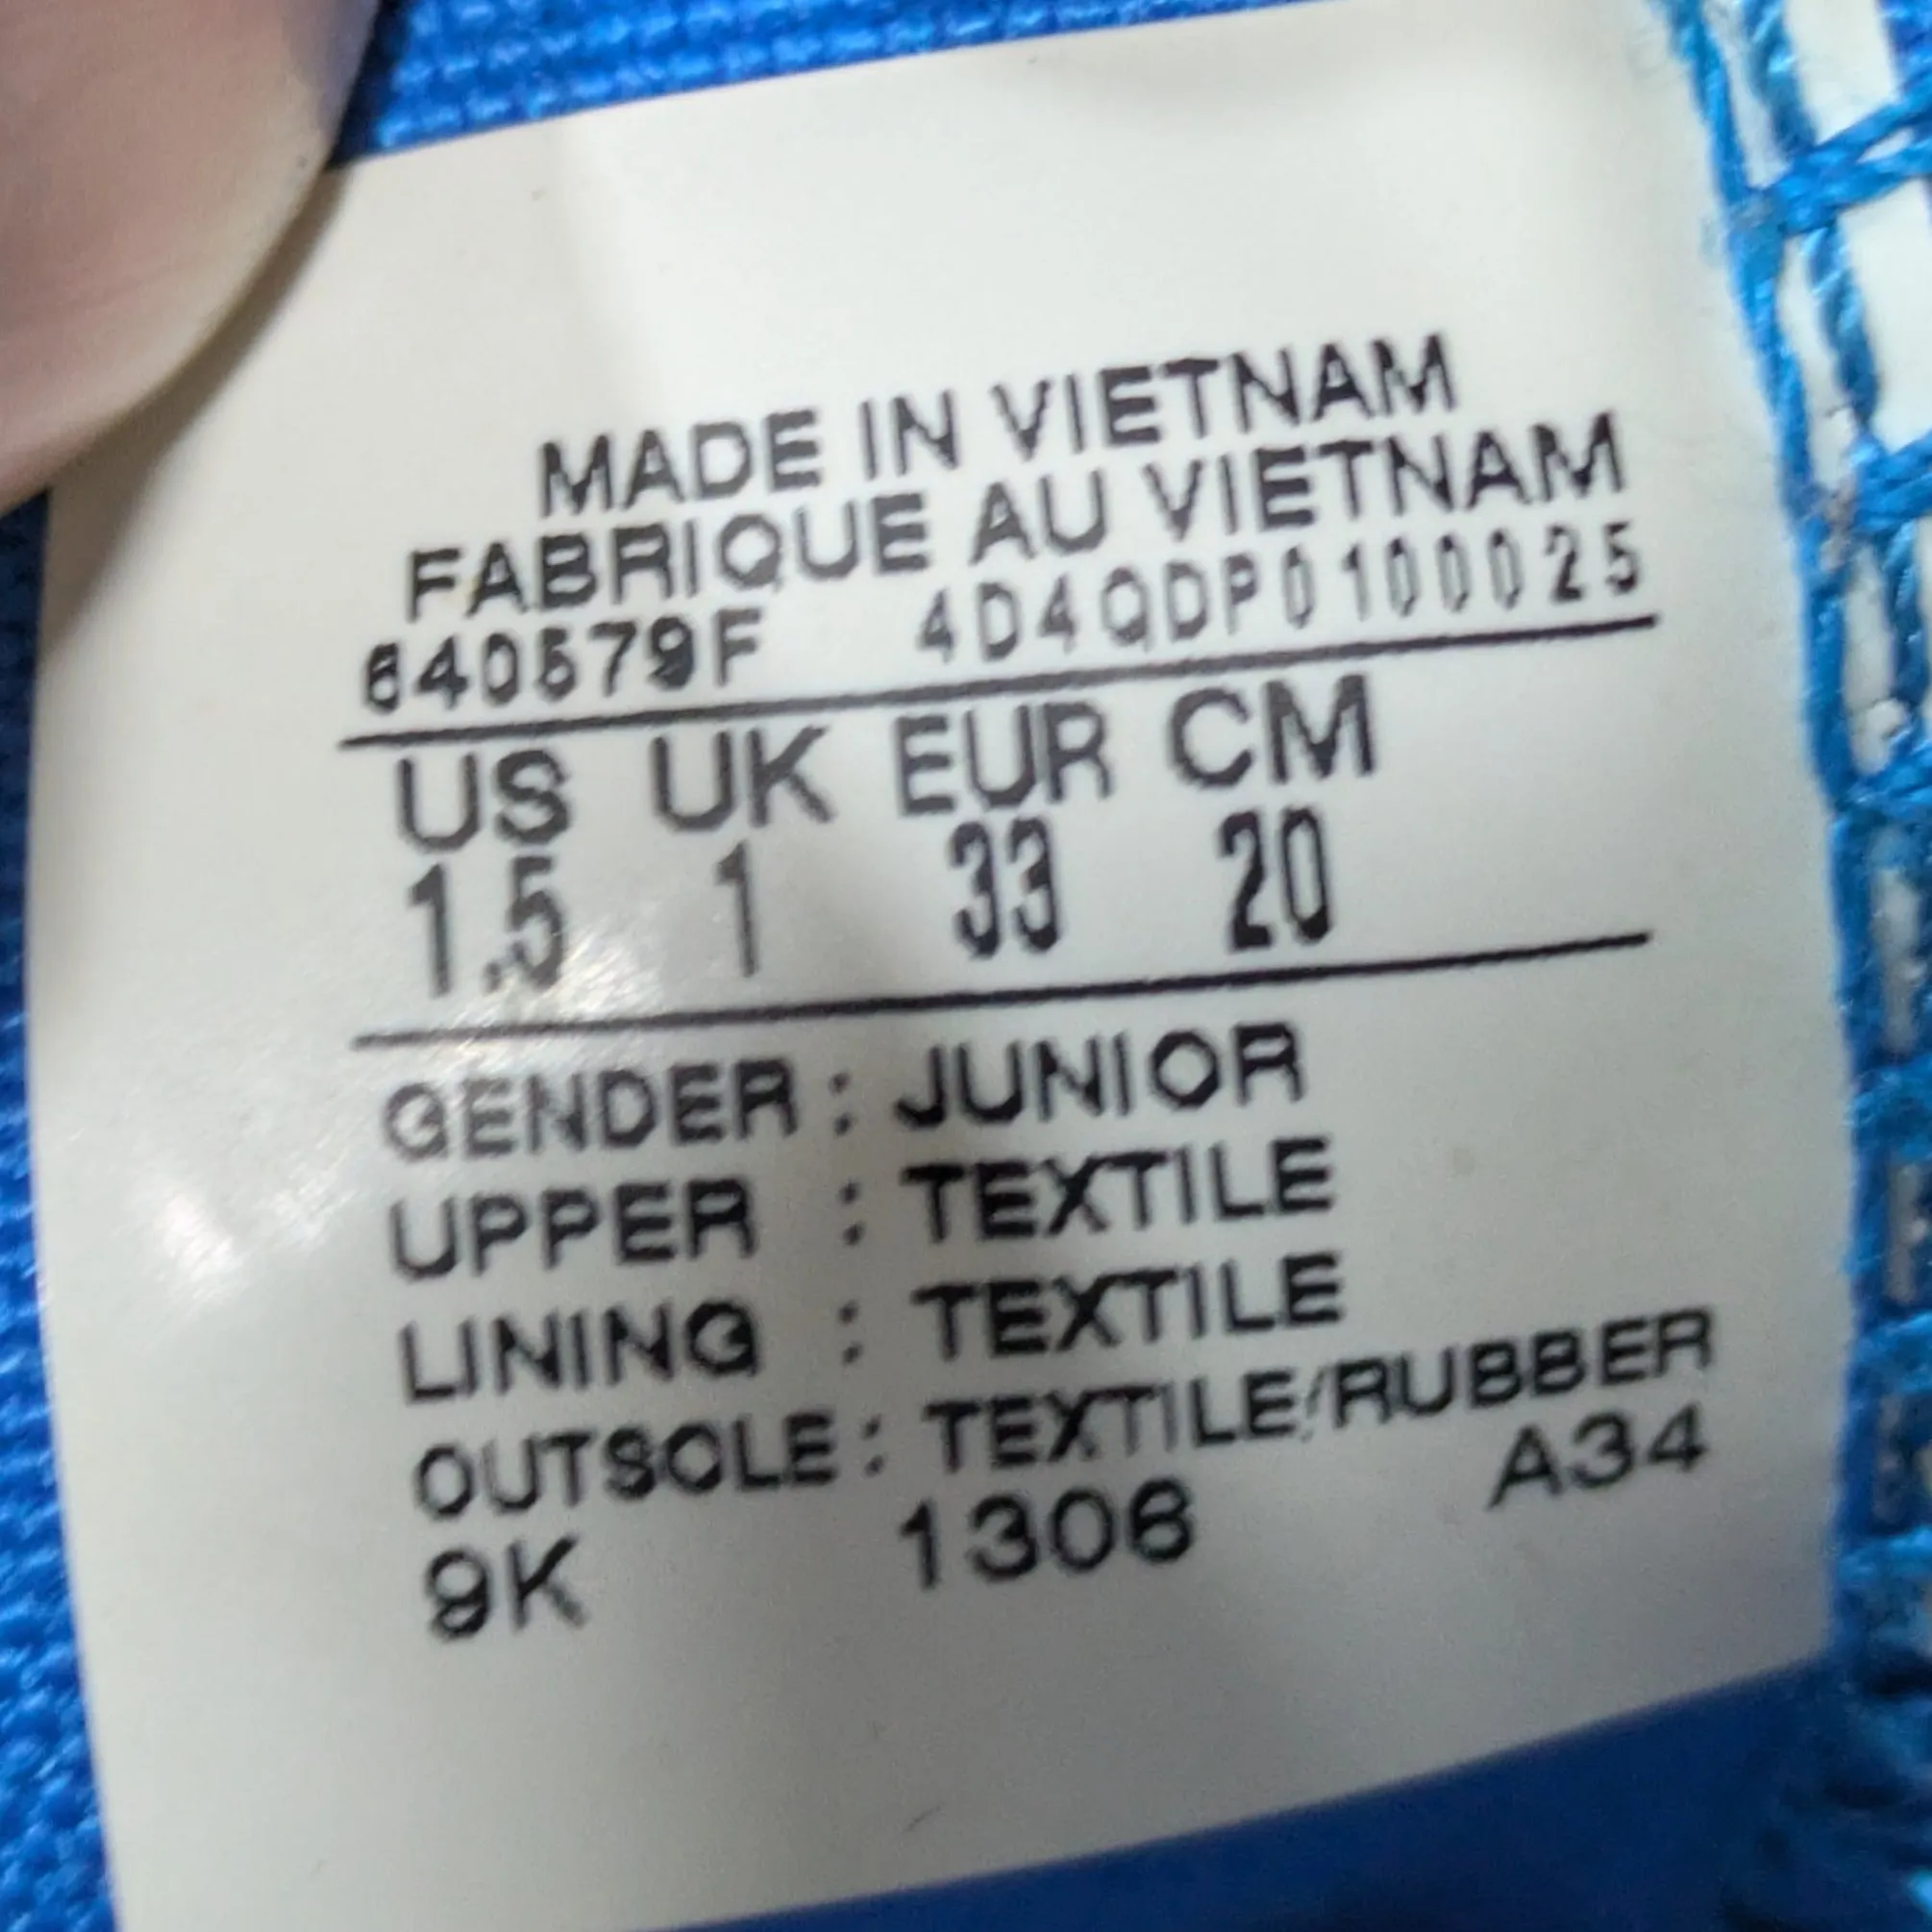 MADE IN VIETNAM
FABRIQUE AU VIETNAM
640579F 4D4QDP0100025
US UK EUR CM
1.5 1 33 20
GENDER : JUNIOR
UPPER : TEXTILE
LINING : TEXTILE
OUTSOLE : TEXTILE/RUBBER
9K 1306 A34